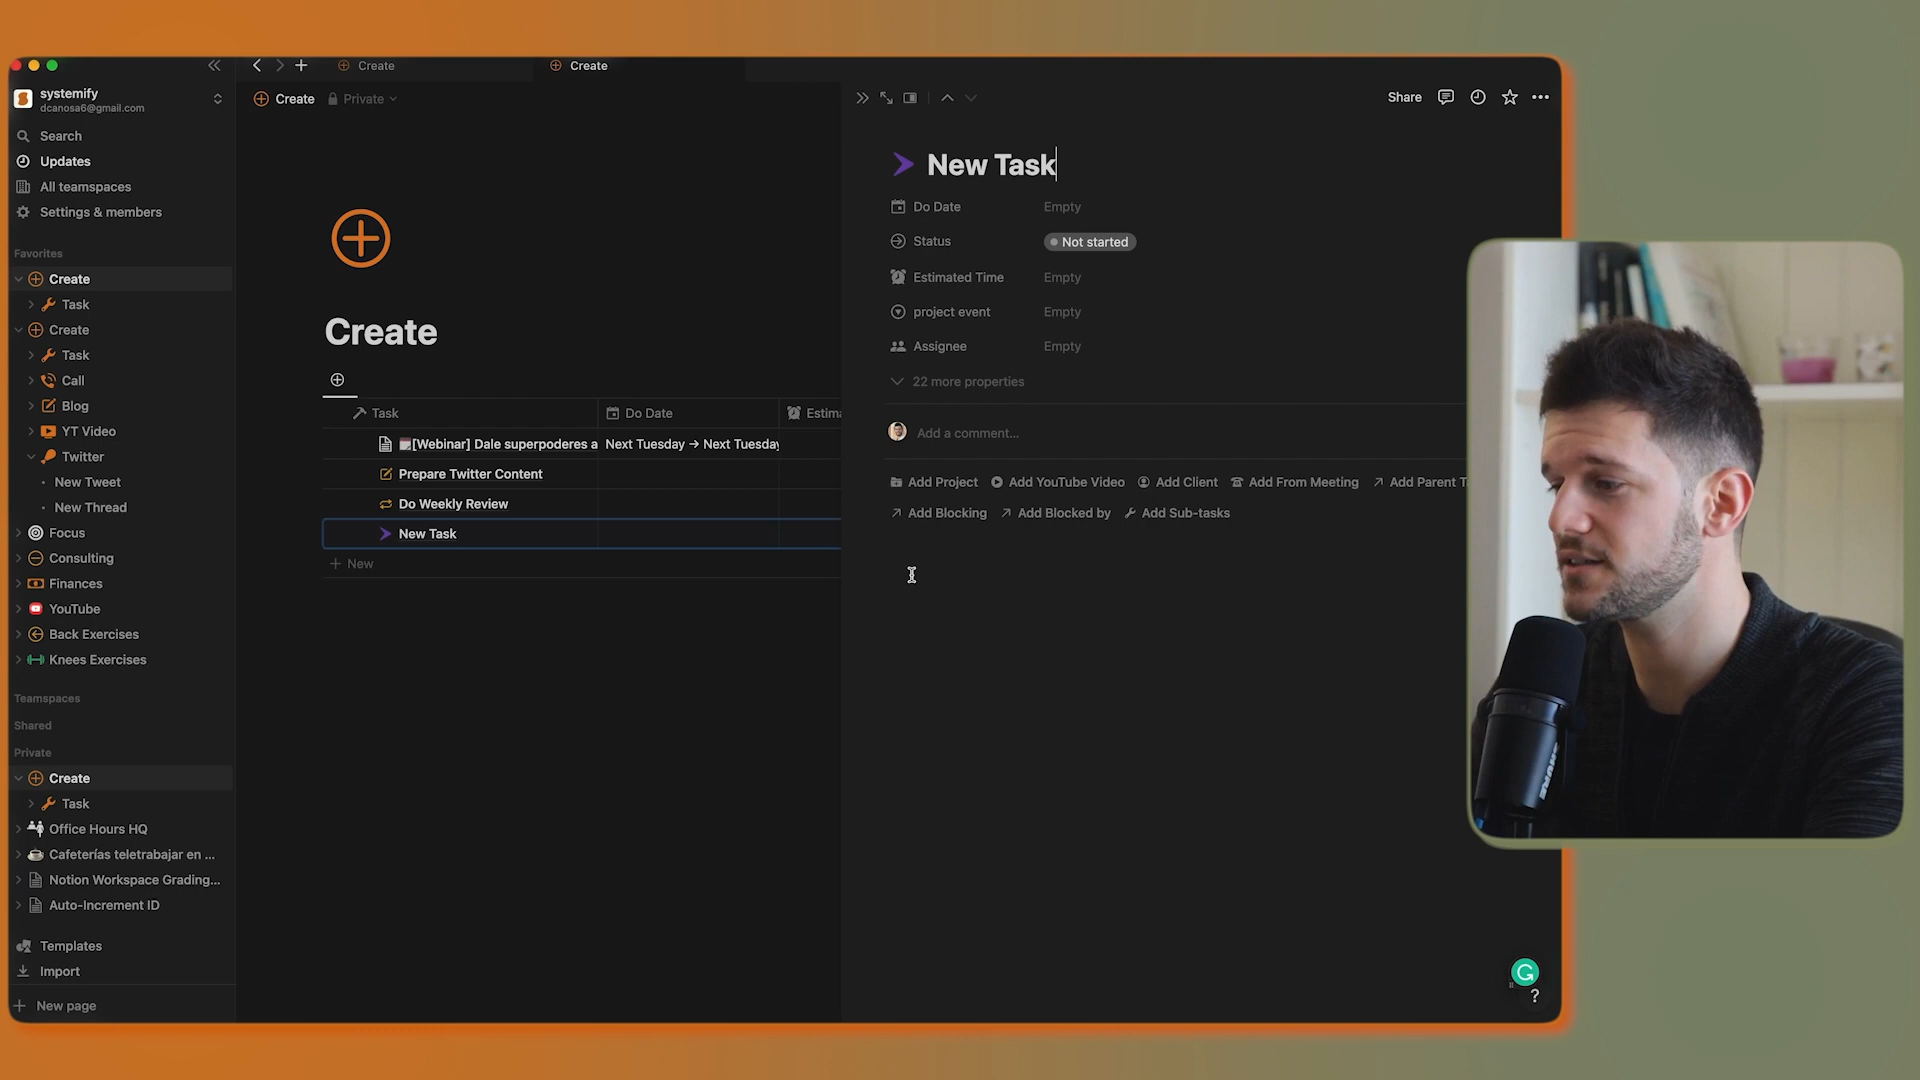 Create
Create
systemify
dcanosa6@gmail.com
Search
Updates
All teamspaces
Settings & members
Favorites
Create
Task
Create
Task
Call
Blog
YT Video
Twitter
New Tweet
New Thread
Focus
Consulting
Finances
YouTube
Back Exercises
Knees Exercises
Teamspaces
Shared
Private
Create
Task
Office Hours HQ
Cafeterías teletrabajar en ...
Notion Workspace Grading...
Auto-Increment ID
Templates
Import
New page
Create Private
Create
Task Do Date Estima
[Webinar] Dale superpoderes a Next Tuesday → Next Tuesday
Prepare Twitter Content
Do Weekly Review
New Task
+ New
Share
New Task
Do Date Empty
Status Not started
Estimated Time Empty
project event Empty
Assignee Empty
22 more properties
Add a comment...
Add Project Add YouTube Video Add Client Add From Meeting Add Parent T
Add Blocking Add Blocked by Add Sub-tasks
G
?
SHURE